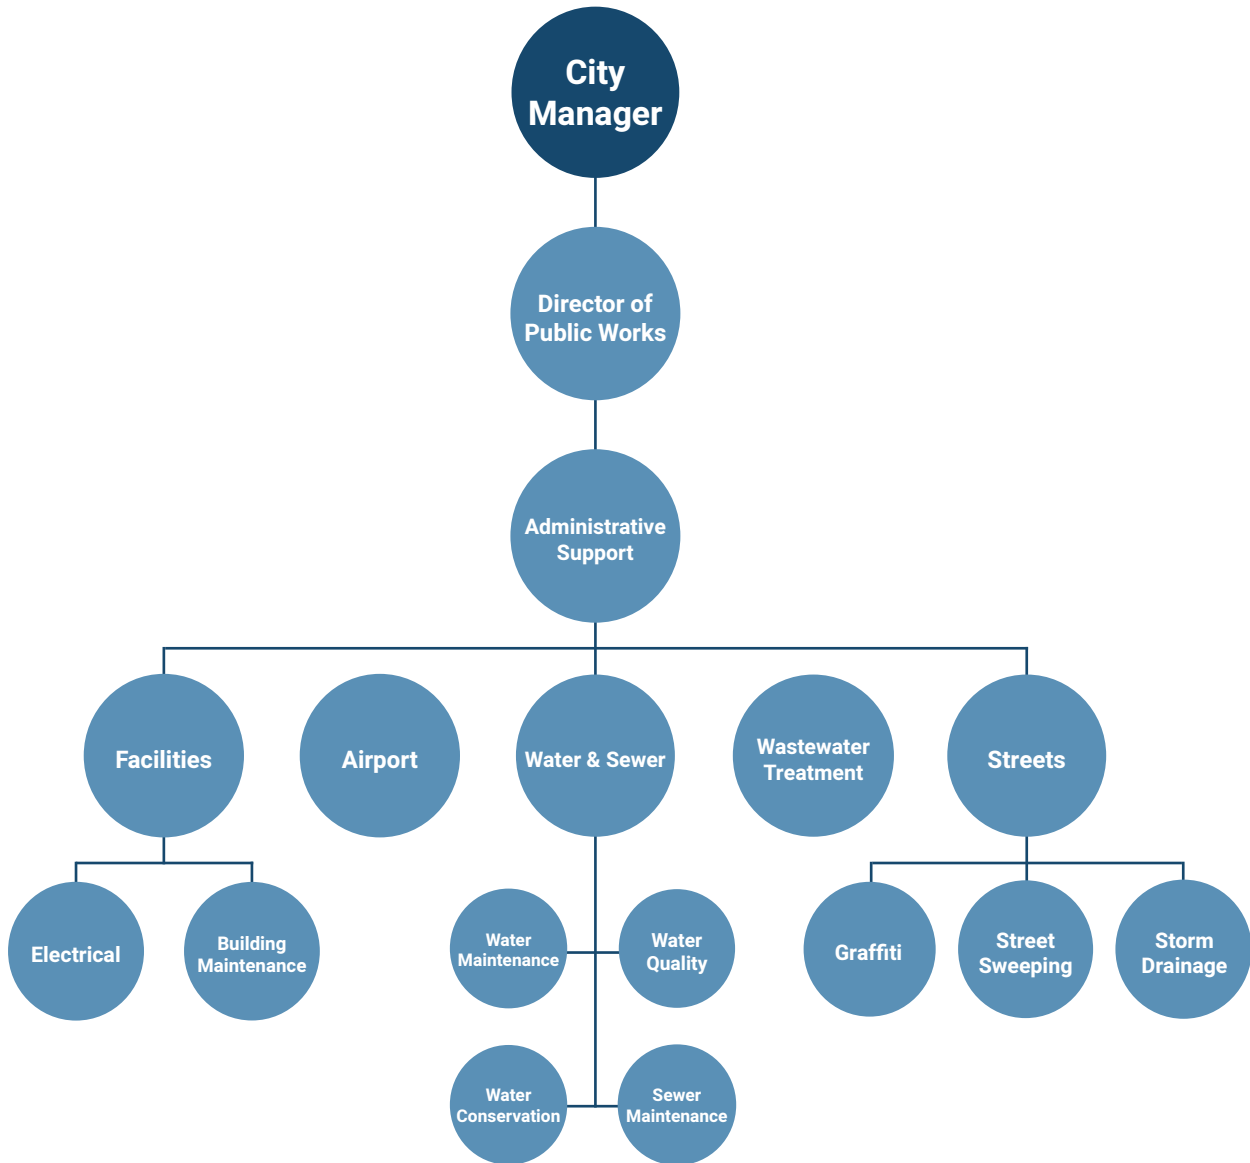 City
Manager
Director of
Public Works
Administrative
Support
Facilities
Airport
Water & Sewer
Wastewater
Treatment
Streets
Electrical
Building
Maintenance
Water
Maintenance
Water
Quality
Graffiti
Street
Sweeping
Storm
Drainage
Water
Conservation
Sewer
Maintenance